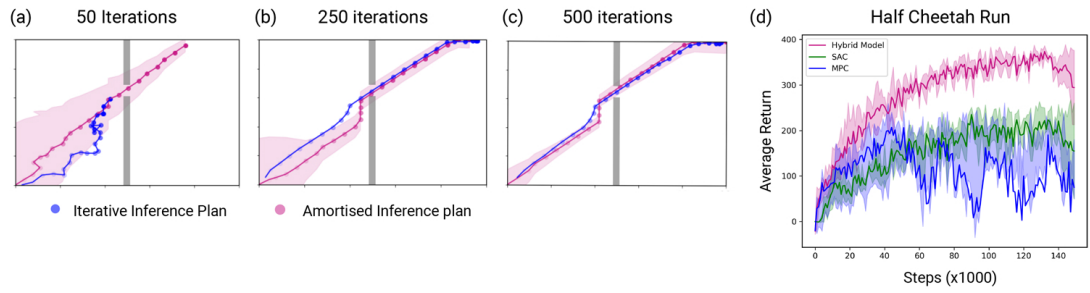 (a) 50 Iterations
(b) 250 iterations
(c) 500 iterations
(d) Half Cheetah Run
Iterative Inference Plan
Amortised Inference plan
Hybrid Model
SAC
MPC
Average Return
400
300
200
100
0
0 20 40 60 80 100 120 140
Steps (x1000)